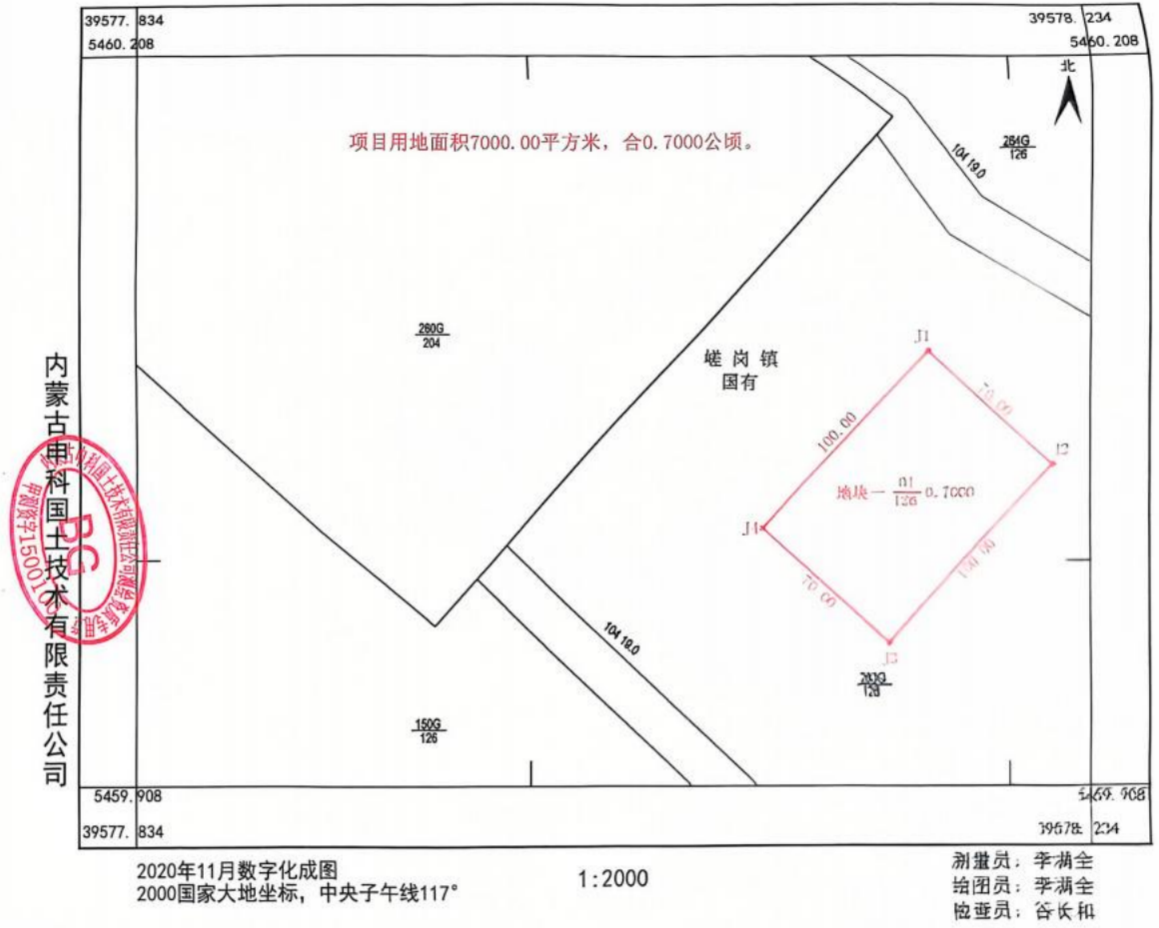 39577. 834
39578. 234
5460. 208
5460. 208
北
项目用地面积7000.00平方米，合0.7000公顷。
104 19.0
264G
126
260G
204
嵯岗镇
国有
J1
70.00
J2
100.00
地块一 01/126 0.7000
J4
100.00
70.00
J3
104 19.0
126
150G
126
内蒙古申科国土技术有限责任公司
BG
5459.908
5459. 908
39577. 834
39578. 234
2020年11月数字化成图
2000国家大地坐标，中央子午线117°
1:2000
测量员：李满全
绘图员：李满全
检查员：谷长和